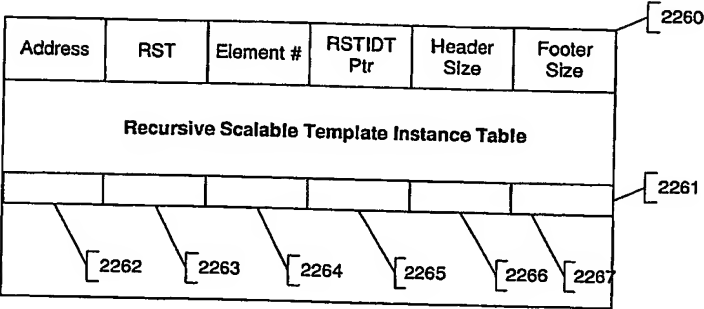 2260
Address RST Element # RSTIDT Ptr Header Size Footer Size
Recursive Scalable Template Instance Table
2261
2262 2263 2264 2265 2266 2267